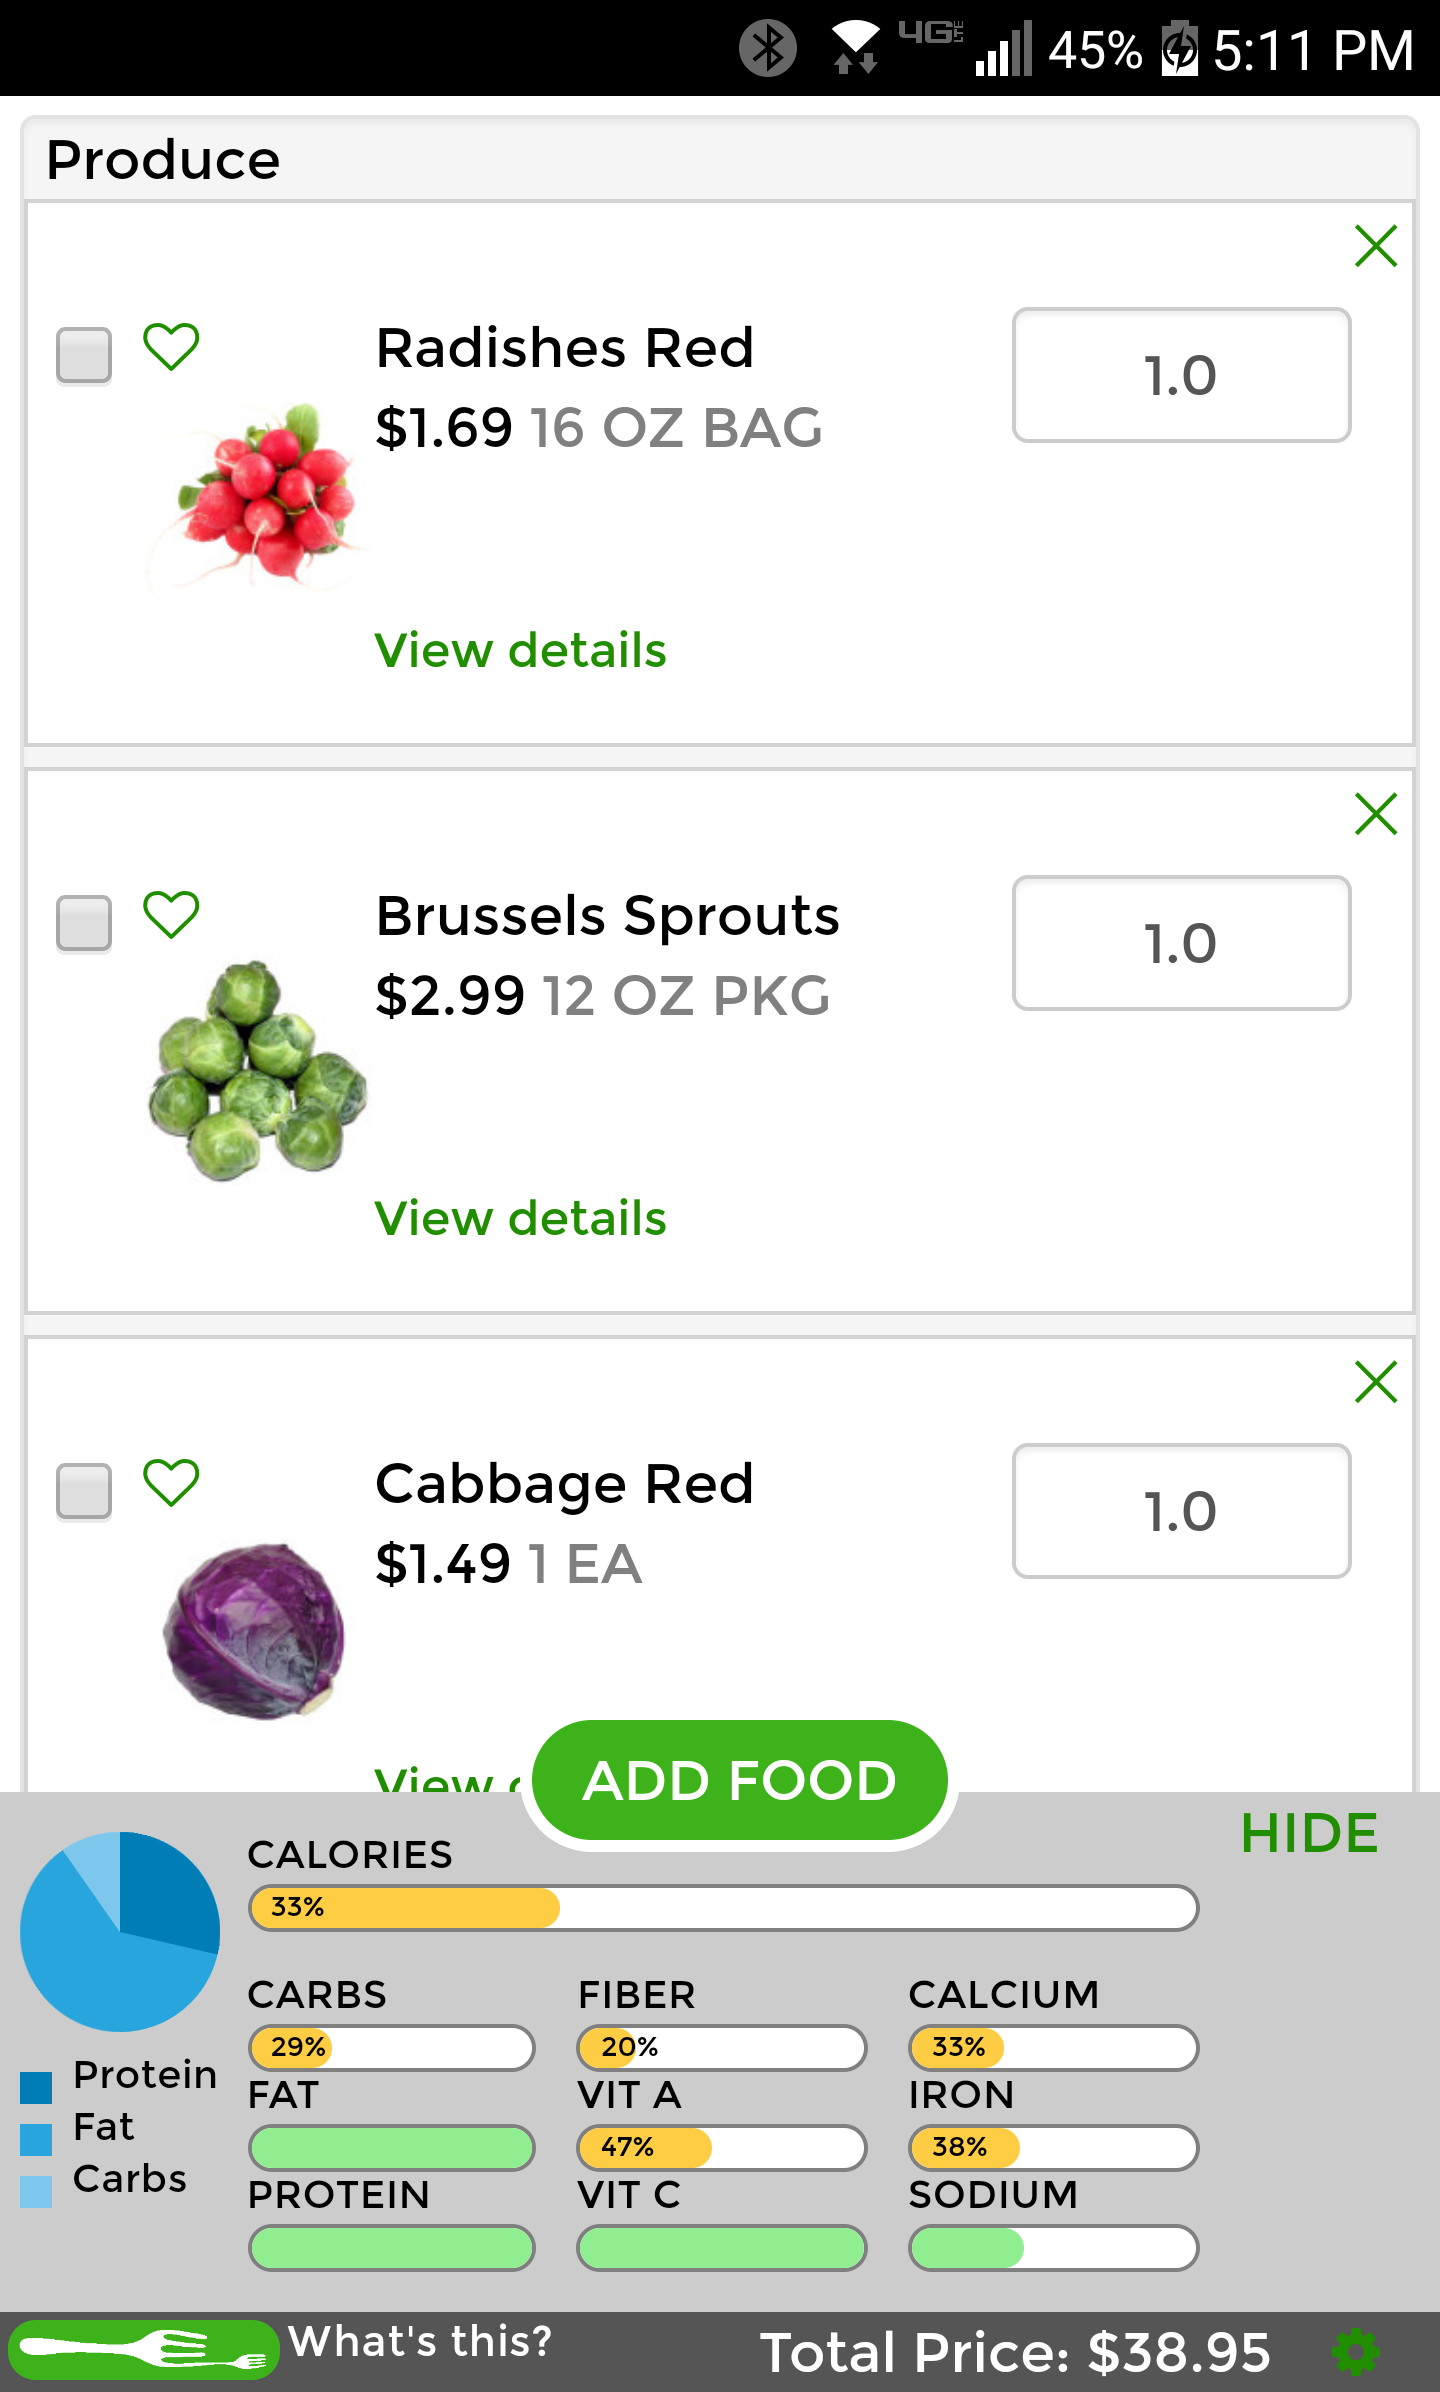 4G LTE 45% 5:11 PM
Produce
Radishes Red
1.0
$1.69 16 OZ BAG
View details
Brussels Sprouts
1.0
$2.99 12 OZ PKG
View details
Cabbage Red
1.0
$1.49 1 EA
View
ADD FOOD
HIDE
CALORIES
33%
CARBS FIBER CALCIUM
29% 20% 33%
FAT VIT A IRON
47% 38%
PROTEIN VIT C SODIUM
Protein
Fat
Carbs
What's this?
Total Price: $38.95